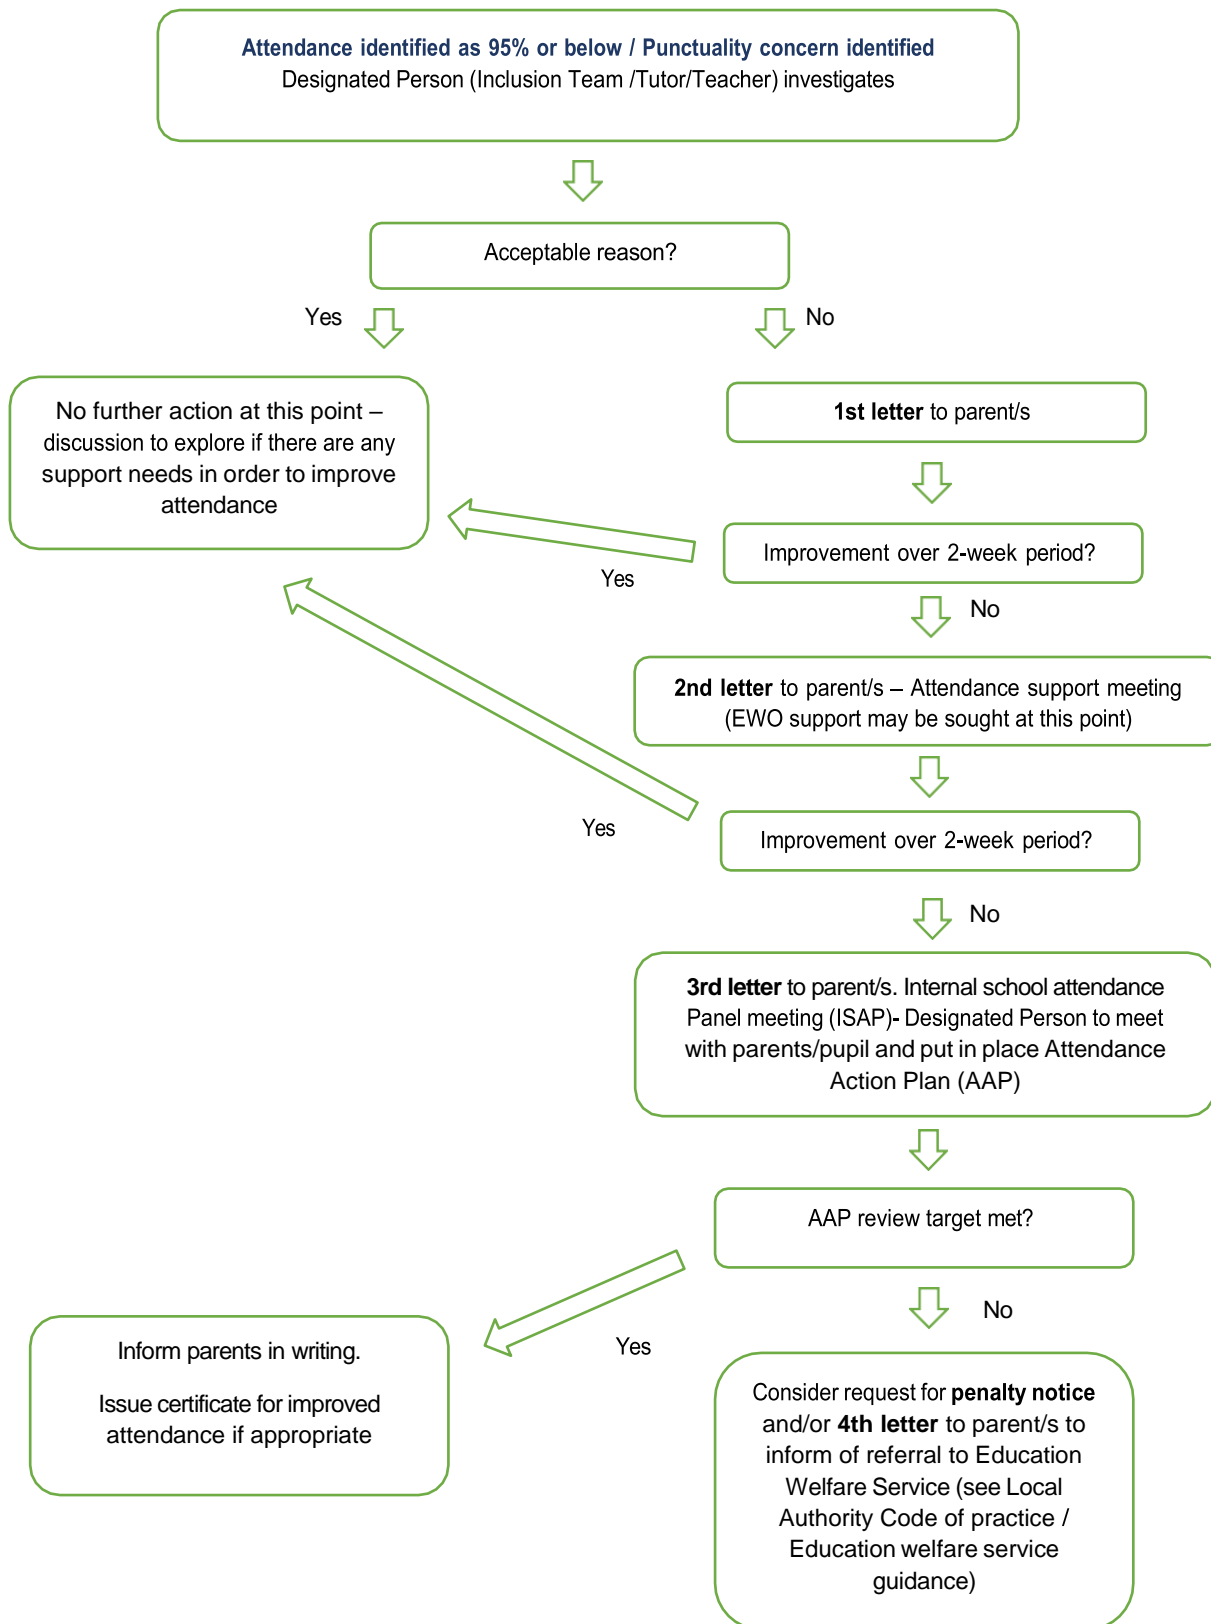 Attendance identified as 95% or below / Punctuality concern identified
Designated Person (Inclusion Team /Tutor/Teacher) investigates
Acceptable reason?
Yes
No
No further action at this point –
discussion to explore if there are any
support needs in order to improve
attendance
1st letter to parent/s
Improvement over 2-week period?
Yes
No
2nd letter to parent/s – Attendance support meeting
(EWO support may be sought at this point)
Yes
Improvement over 2-week period?
No
3rd letter to parent/s. Internal school attendance
Panel meeting (ISAP)- Designated Person to meet
with parents/pupil and put in place Attendance
Action Plan (AAP)
AAP review target met?
No
Yes
Inform parents in writing.
Issue certificate for improved
attendance if appropriate
Consider request for penalty notice
and/or 4th letter to parent/s to
inform of referral to Education
Welfare Service (see Local
Authority Code of practice /
Education welfare service
guidance)